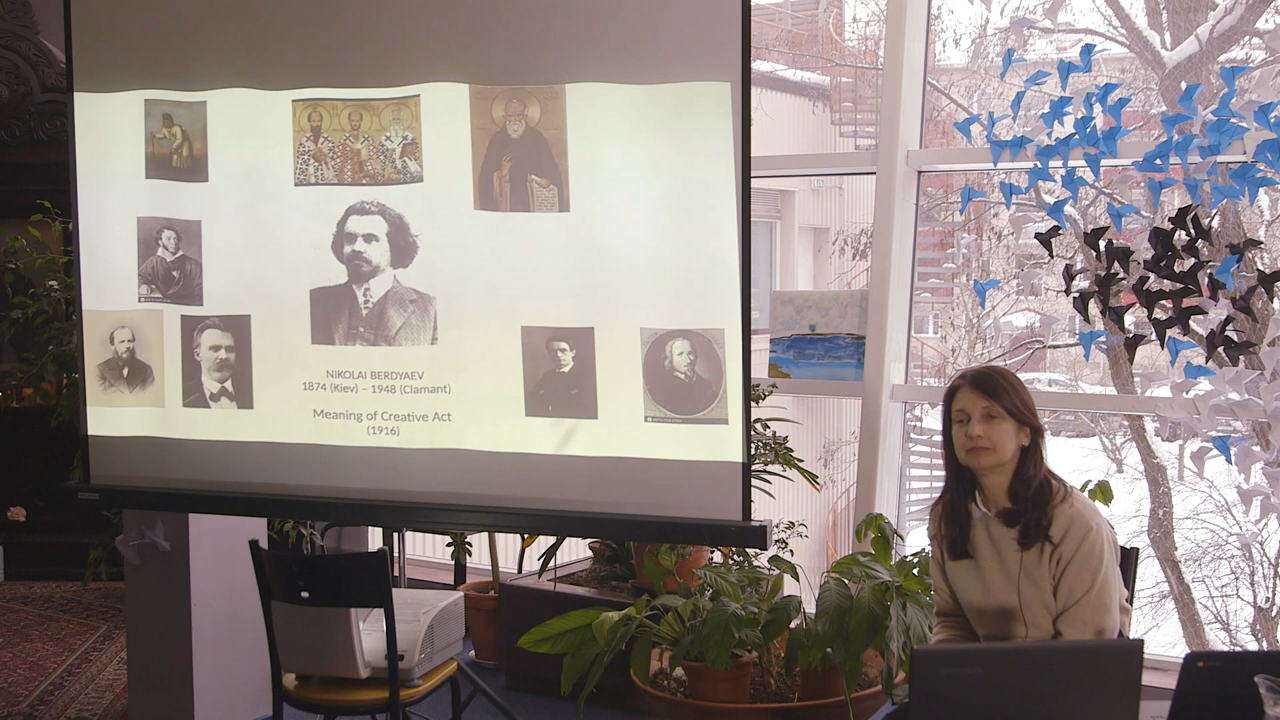 NIKOLAI BERDYAEV
1874 (Kiev) – 1948 (Clamant)
Meaning of Creative Act
(1916)